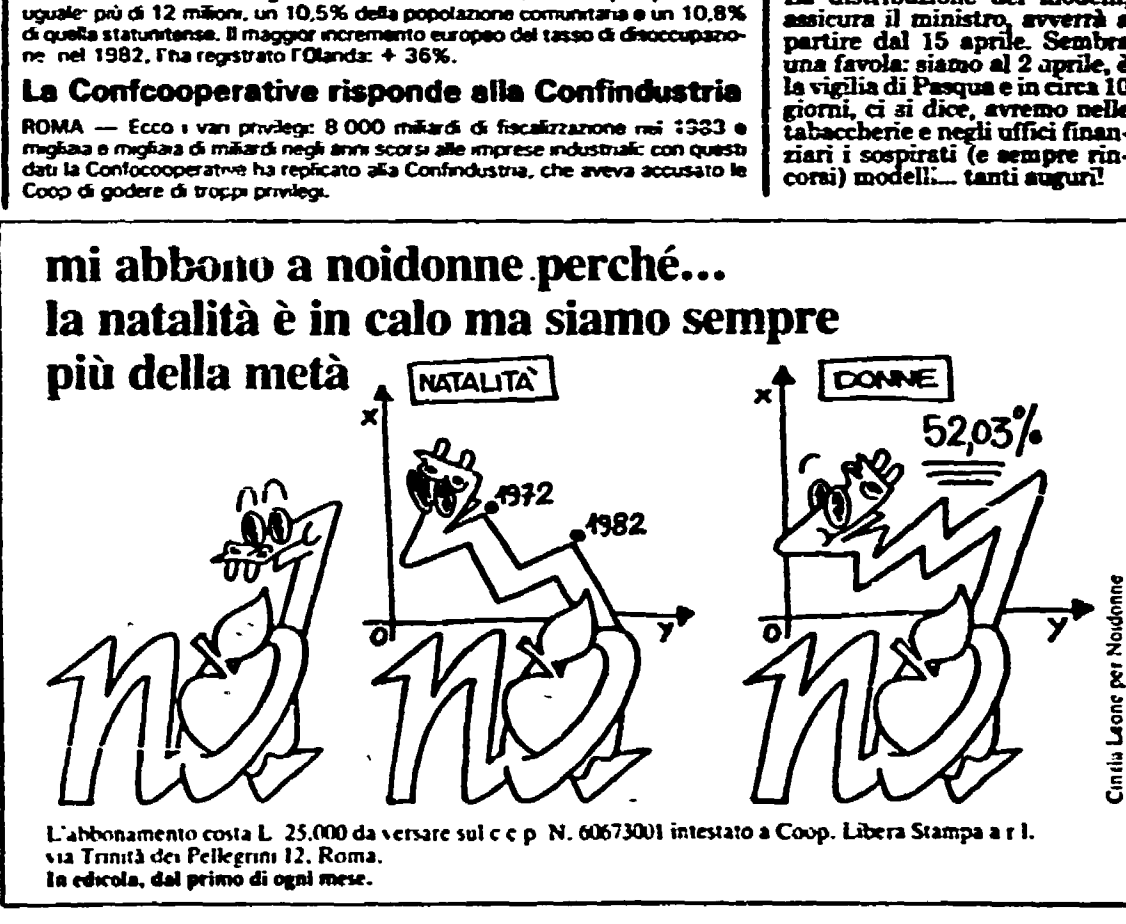 uguale: più di 12 milioni, un 10,5% della popolazione comunitaria e un 10,8%
di quella statunitense. Il maggior incremento europeo del tasso di disoccupazio-
ne nel 1982, l'ha registrato l'Olanda: + 36%.
La Confcooperative risponde alla Confindustria
ROMA — Ecco i vari privilegi: 8 000 miliardi di fiscalizzazione nel 1983 e
migliaia e migliaia di miliardi negli anni scorsi alle imprese industriali: con questi
dati la Confocooperative ha replicato alla Confindustria, che aveva accusato le
Coop di godere di troppi privilegi.
assicura il ministro, avverrà a
partire dal 15 aprile. Sembra
una favola: siamo al 2 aprile, è
la vigilia di Pasqua e in circa 10
giorni, ci si dice, avremo nelle
tabaccherie e negli uffici finan-
ziari i sospirati (e sempre rin-
corsi) modelli... tanti auguri!
mi abbono a noidonne perché...
la natalità è in calo ma siamo sempre
più della metà
NATALITÀ
x
1972
1982
0
y
DONNE
x
52,03%
0
y
no
no
no
Cintia Leone per Noidonne
L'abbonamento costa L. 25.000 da versare sul c c p N. 60673001 intestato a Coop. Libera Stampa a r l.
via Trinità dei Pellegrini 12, Roma.
In edicola, dal primo di ogni mese.